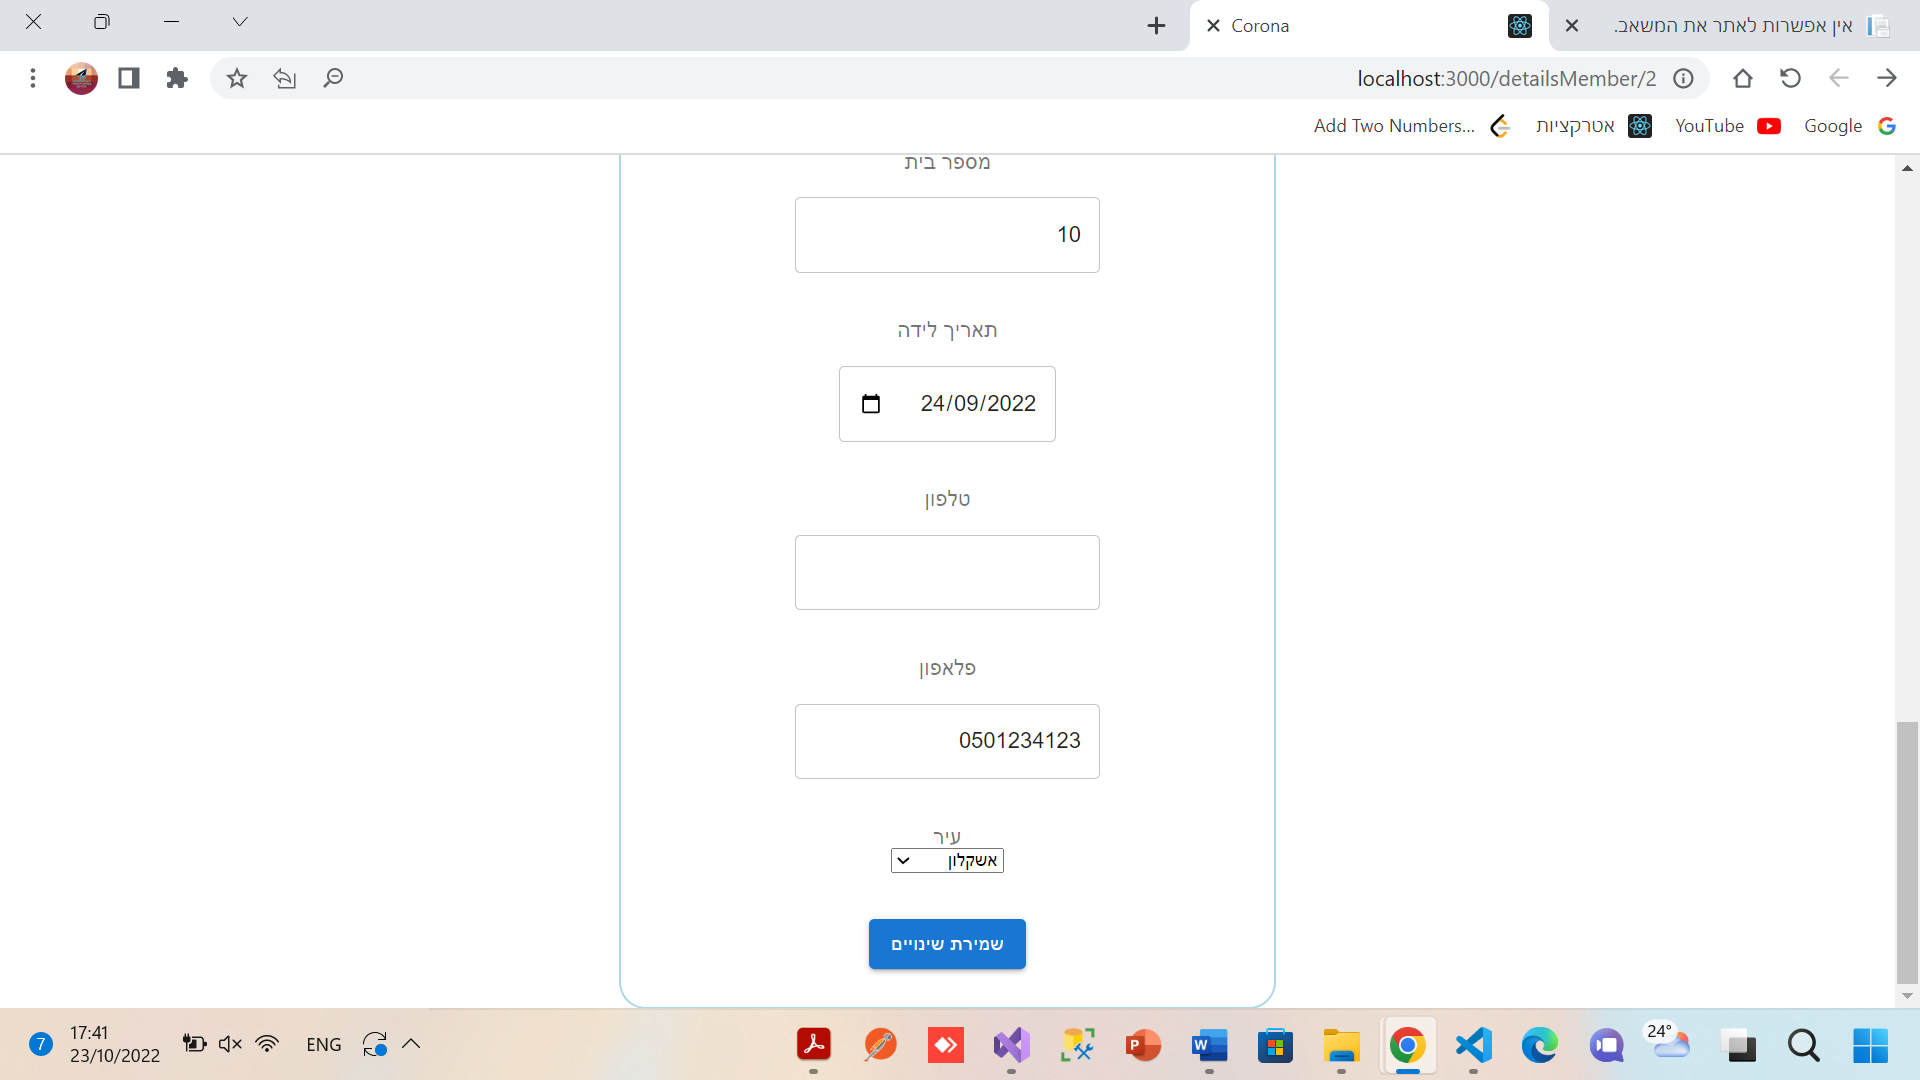 אין אפשרות לאתר את המשאב.
Corona
localhost:3000/detailsMember/2
Google
YouTube
אטרקציות
Add Two Numbers...
מספר בית
10
תאריך לידה
24/09/2022
טלפון
פלאפון
0501234123
עיר
אשקלון
שמירת שינויים
7
17:41
23/10/2022
ENG
24°